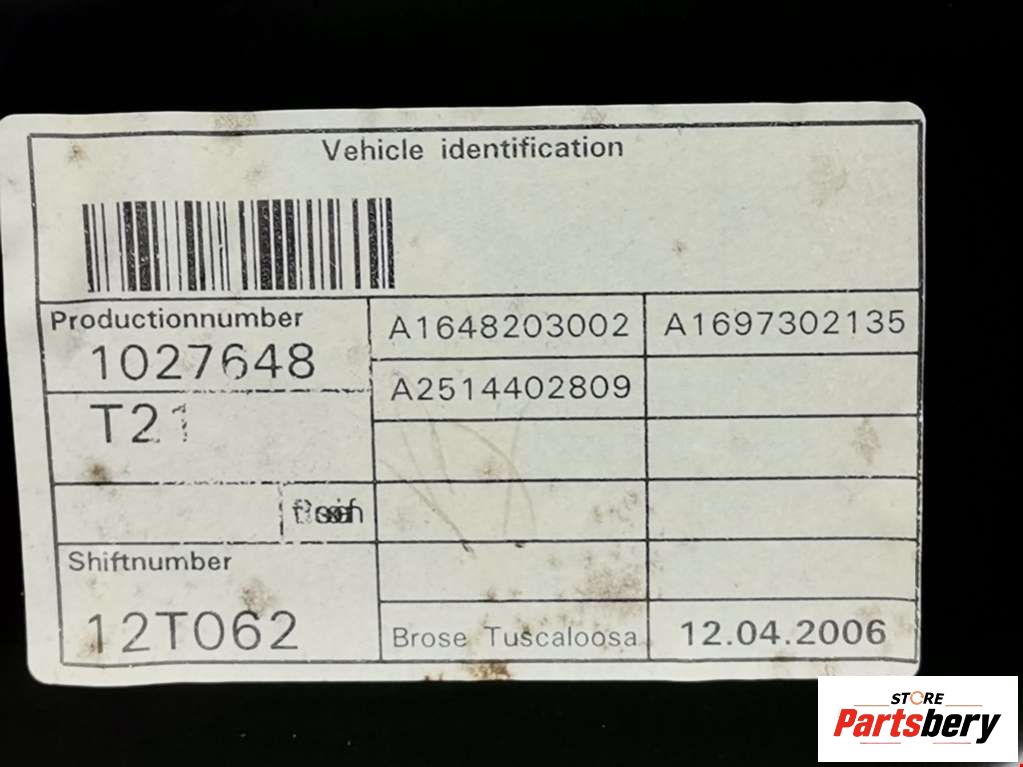 Vehicle identification
Productionnumber
1027648
A1648203002
A1697302135
A2514402809
T21
Shiftnumber
12T062
Brose Tuscaloosa
12.04.2006
STORE
Partsbery